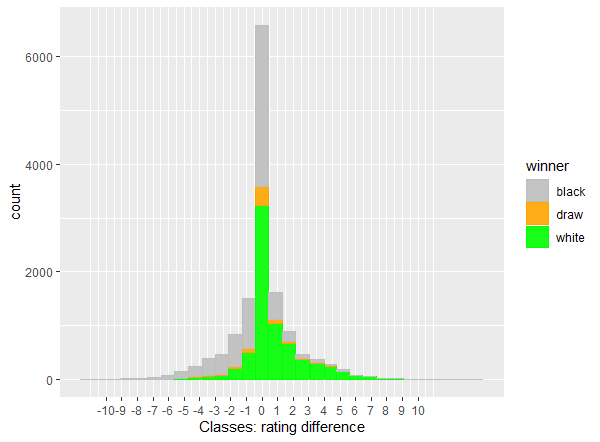 6000
4000
2000
0
count
-10 -9 -8 -7 -6 -5 -4 -3 -2 -1 0 1 2 3 4 5 6 7 8 9 10
Classes: rating difference
winner
black
draw
white